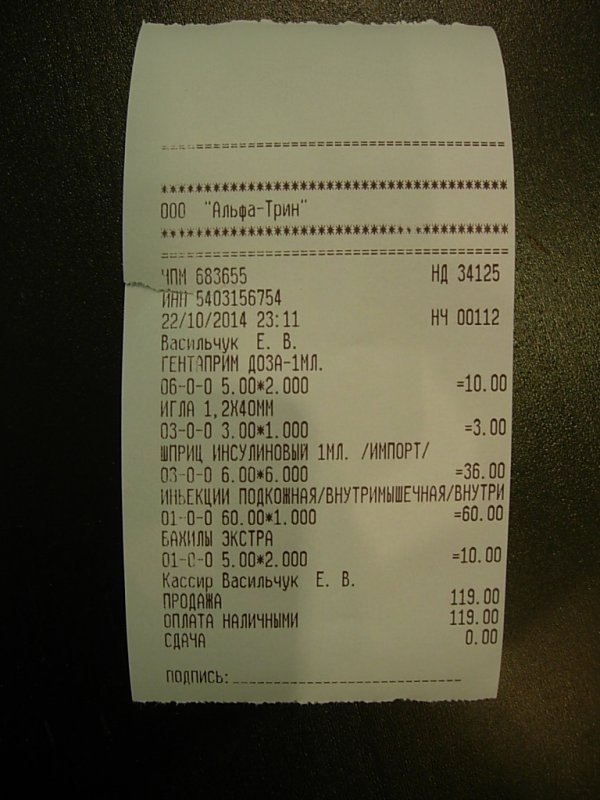 ==========================================
******************************************
ООО "Альфа-Трин"
******************************************
==========================================
ЧПМ 683655 НД 34125
ИНН 5403156754
22/10/2014 23:11 НЧ 00112
Васильчук Е. В.
ГЕНТАПРИМ ДОЗА-1МЛ.
06-0-0 5.00*2.000 =10.00
ИГЛА 1,2Х40ММ
03-0-0 3.00*1.000 =3.00
ШПРИЦ ИНСУЛИНОВЫЙ 1МЛ. /ИМПОРТ/
03-0-0 6.00*6.000 =36.00
ИНЬЕКЦИИ ПОДКОЖНАЯ/ВНУТРИМЫШЕЧНАЯ/ВНУТРИ
01-0-0 60.00*1.000 =60.00
БАХИЛЫ ЭКСТРА
01-0-0 5.00*2.000 =10.00
Кассир Васильчук Е. В.
ПРОДАЖА 119.00
ОПЛАТА НАЛИЧНЫМИ 119.00
СДАЧА 0.00
ПОДПИСЬ:_________________________